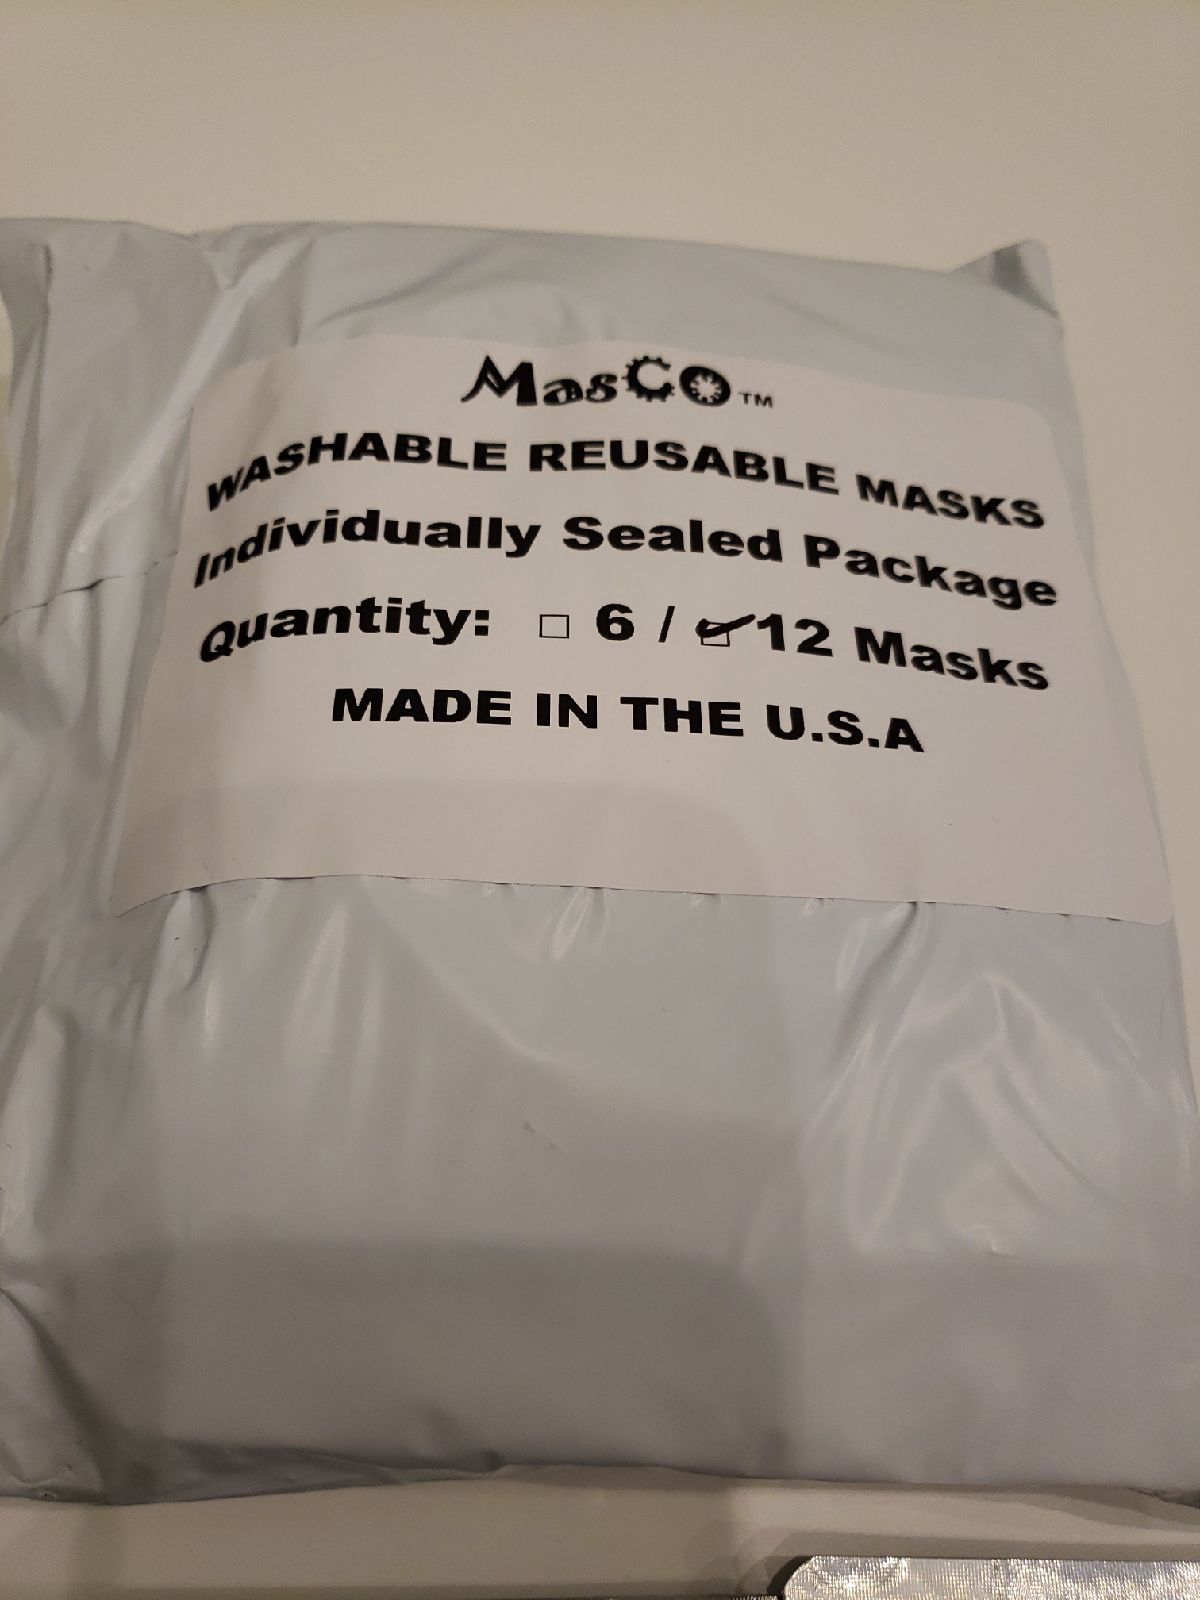 MasCO™
WASHABLE REUSABLE MASKS
Individually Sealed Package
Quantity: ☐ 6 / ☑ 12 Masks
MADE IN THE U.S.A